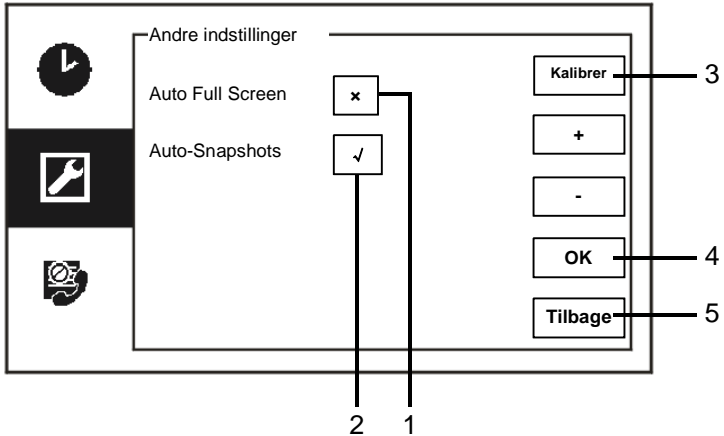 Andre indstillinger
Auto Full Screen ×
Auto-Snapshots √
Kalibrer
+
-
OK
Tilbage
3
4
5
2 1